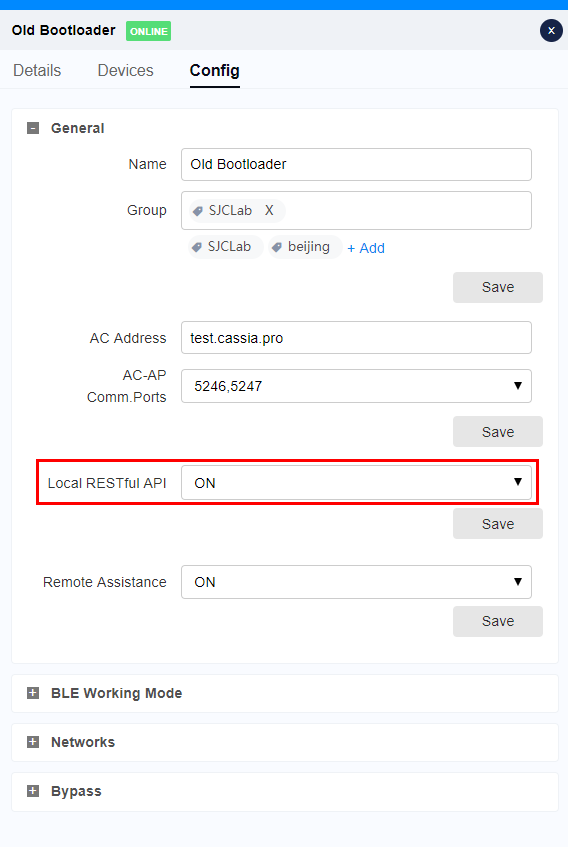 Old Bootloader ONLINE X
Details Devices Config
- General
Name Old Bootloader
Group SJCLab X
SJCLab beijing + Add
Save
AC Address test.cassia.pro
AC-AP
Comm.Ports 5246,5247
Save
Local RESTful API ON
Save
Remote Assistance ON
Save
+ BLE Working Mode
+ Networks
+ Bypass